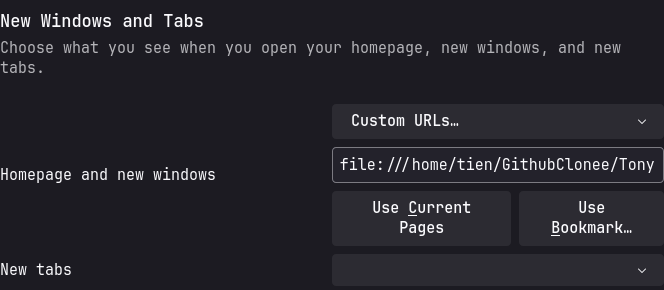 New Windows and Tabs
Choose what you see when you open your homepage, new windows, and new
tabs.
Custom URLs…
Homepage and new windows
file:///home/tien/GithubClonee/Tony
Use Current
Pages
Use
Bookmark…
New tabs